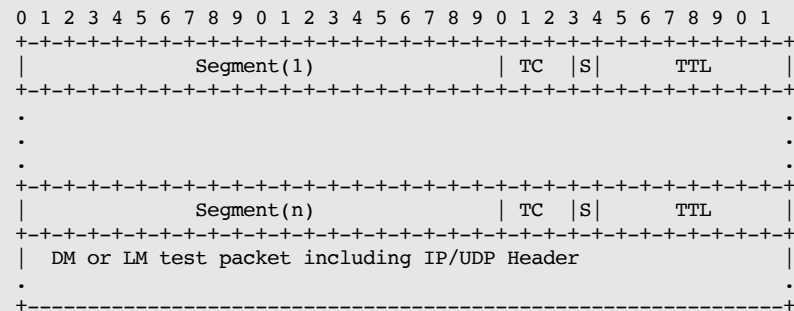 0 1 2 3 4 5 6 7 8 9 0 1 2 3 4 5 6 7 8 9 0 1 2 3 4 5 6 7 8 9 0 1
+-+-+-+-+-+-+-+-+-+-+-+-+-+-+-+-+-+-+-+-+-+-+-+-+-+-+-+-+-+-+-+-+
|              Segment(1)               | TC  |S|      TTL      |
+-+-+-+-+-+-+-+-+-+-+-+-+-+-+-+-+-+-+-+-+-+-+-+-+-+-+-+-+-+-+-+-+
.                                                               .
.                                                               .
.                                                               .
+-+-+-+-+-+-+-+-+-+-+-+-+-+-+-+-+-+-+-+-+-+-+-+-+-+-+-+-+-+-+-+-+
|              Segment(n)               | TC  |S|      TTL      |
+-+-+-+-+-+-+-+-+-+-+-+-+-+-+-+-+-+-+-+-+-+-+-+-+-+-+-+-+-+-+-+-+
|  DM or LM test packet including IP/UDP Header                 |
.                                                               .
+---------------------------------------------------------------+